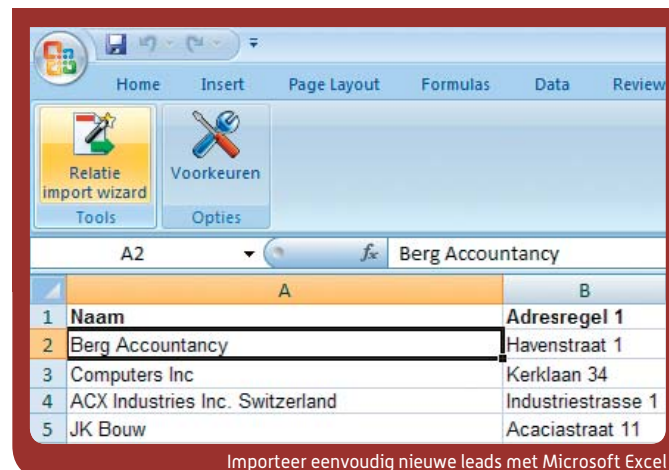 Home Insert Page Layout Formulas Data Review
Relatie import wizard
Voorkeuren
Tools Opties
A2 fx Berg Accountancy
A B
1 Naam Adresregel 1
2 Berg Accountancy Havenstraat 1
3 Computers Inc Kerklaan 34
4 ACX Industries Inc. Switzerland Industriestrasse 1
5 JK Bouw Acaciastraat 11
Importeer eenvoudig nieuwe leads met Microsoft Excel